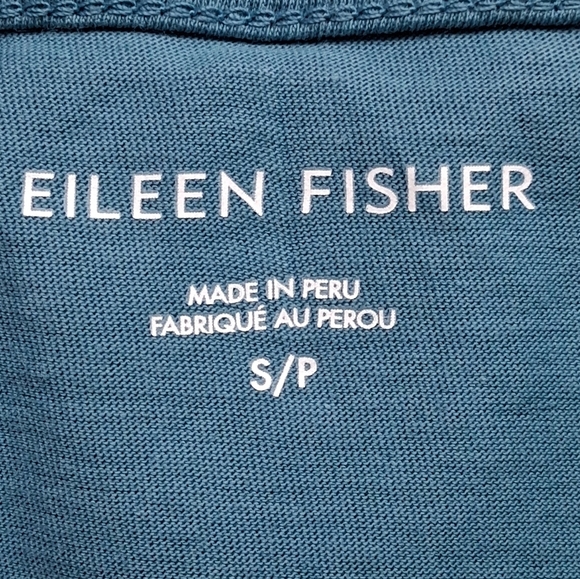 EILEEN FISHER
MADE IN PERU
FABRIQUÉ AU PEROU
S/P